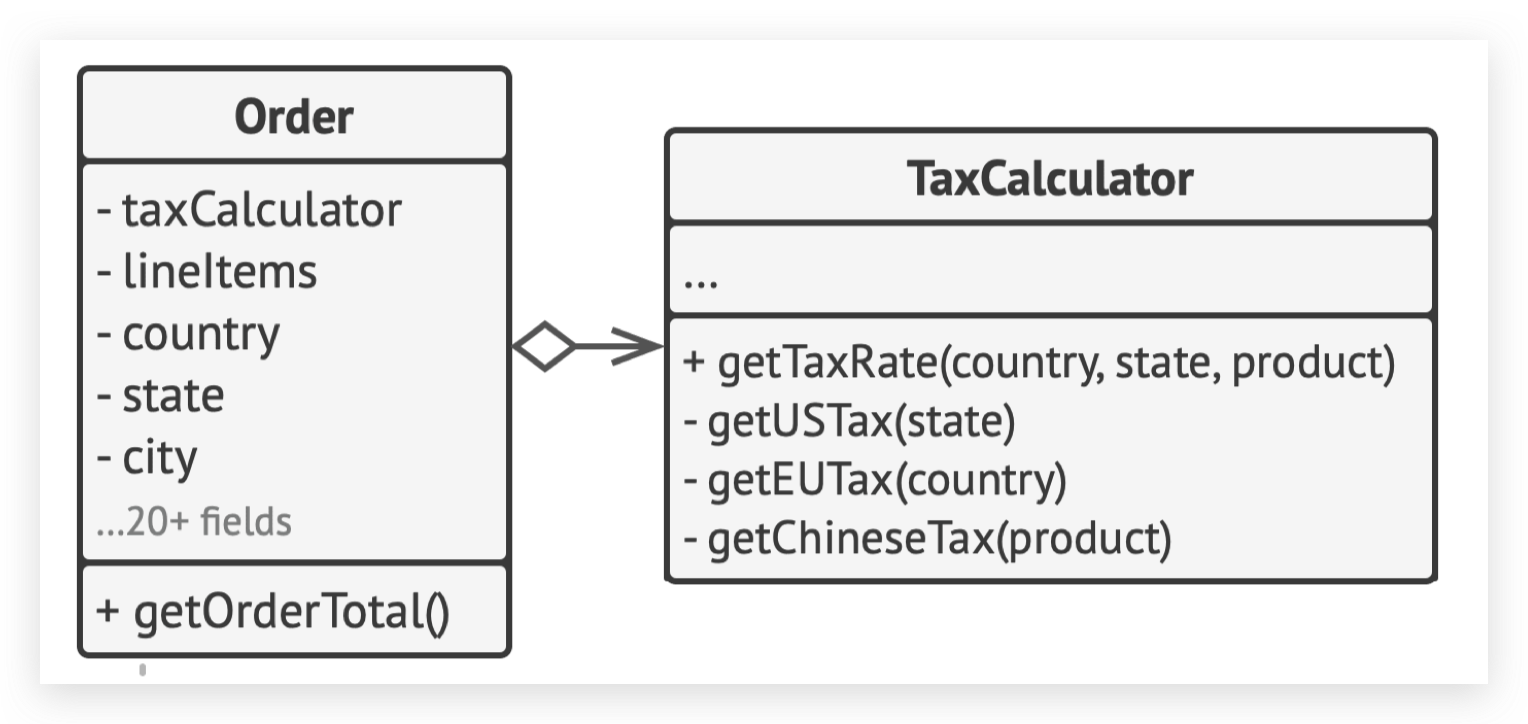 Order
- taxCalculator
- lineItems
- country
- state
- city
...20+ fields
+ getOrderTotal()
TaxCalculator
...
+ getTaxRate(country, state, product)
- getUSTax(state)
- getEUTax(country)
- getChineseTax(product)